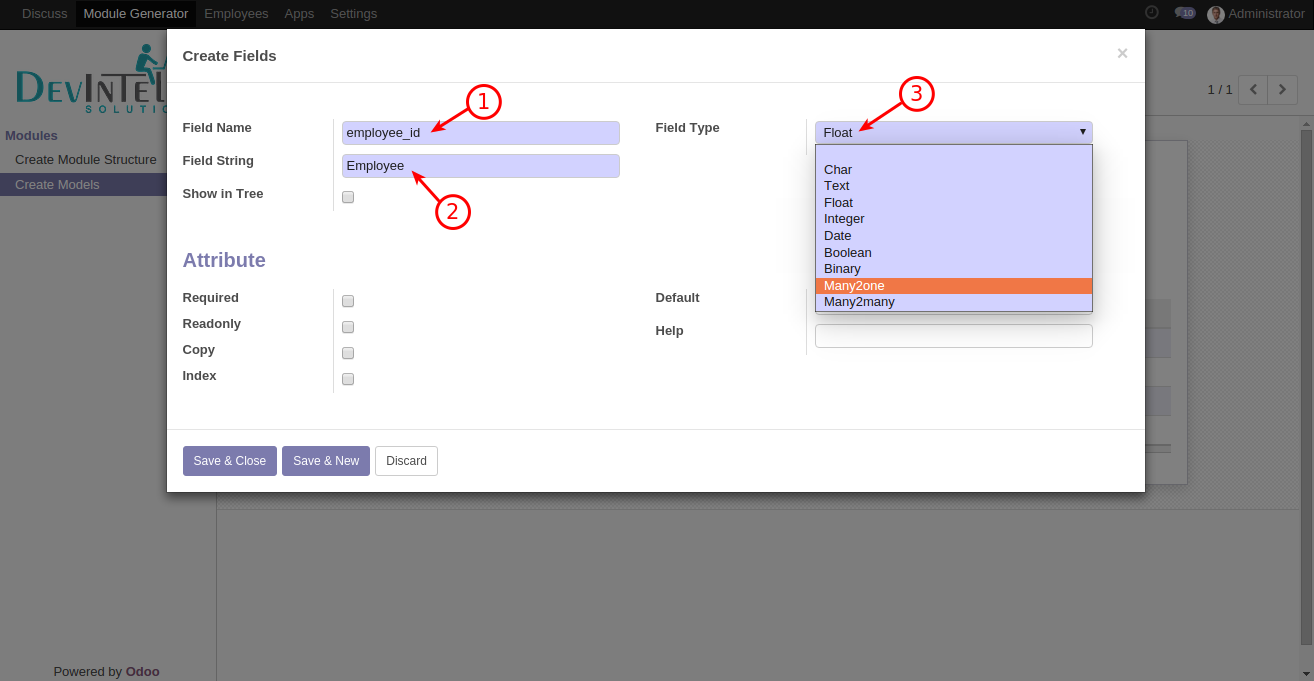 Discuss Module Generator Employees Apps Settings 10 Administrator
DEVINTEL
SOLUTIO
Modules
Create Module Structure
Create Models
Powered by Odoo
1 / 1
Create Fields ×
1
Field Name employee_id
Field String Employee
2
Show in Tree
3
Field Type Float
Char
Text
Float
Integer
Date
Boolean
Binary
Many2one
Many2many
Attribute
Required
Readonly
Copy
Index
Default
Help
Save & Close Save & New Discard